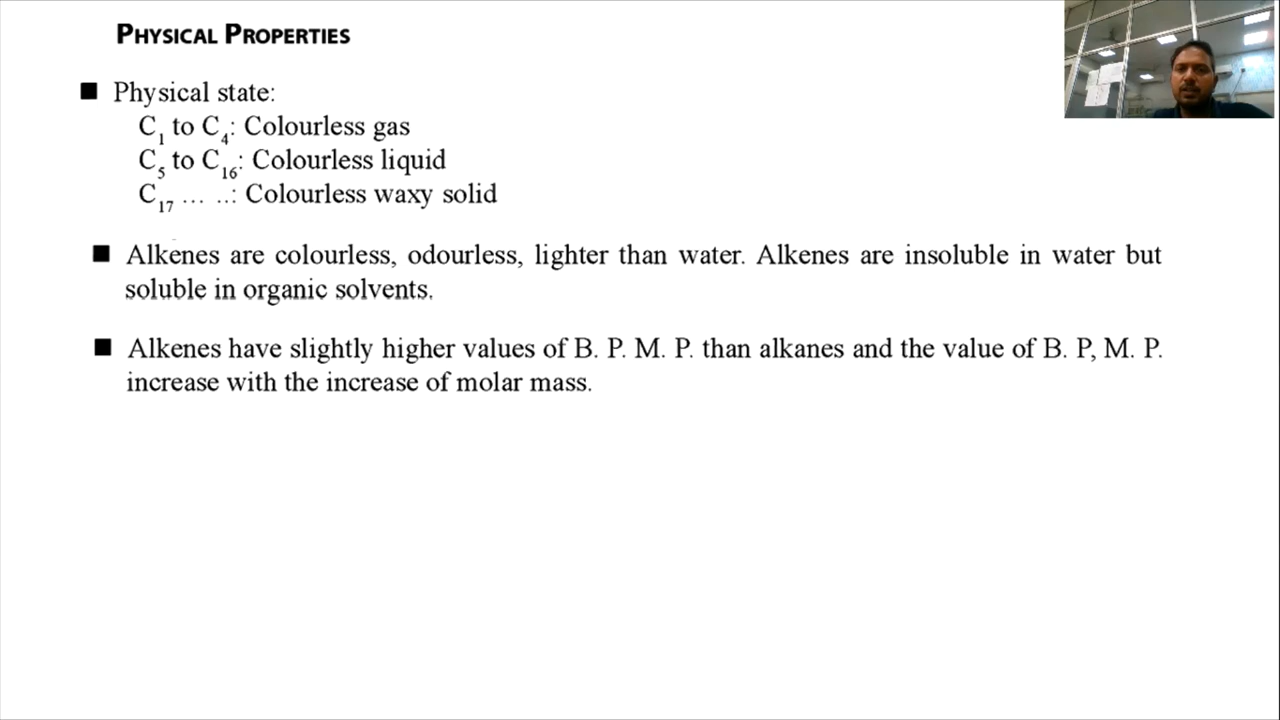 PHYSICAL PROPERTIES
■ Physical state:
C₁ to C₄: Colourless gas
C₅ to C₁₆: Colourless liquid
C₁₇ ... ..: Colourless waxy solid
■ Alkenes are colourless, odourless, lighter than water. Alkenes are insoluble in water but
soluble in organic solvents.
■ Alkenes have slightly higher values of B. P. M. P. than alkanes and the value of B. P, M. P.
increase with the increase of molar mass.